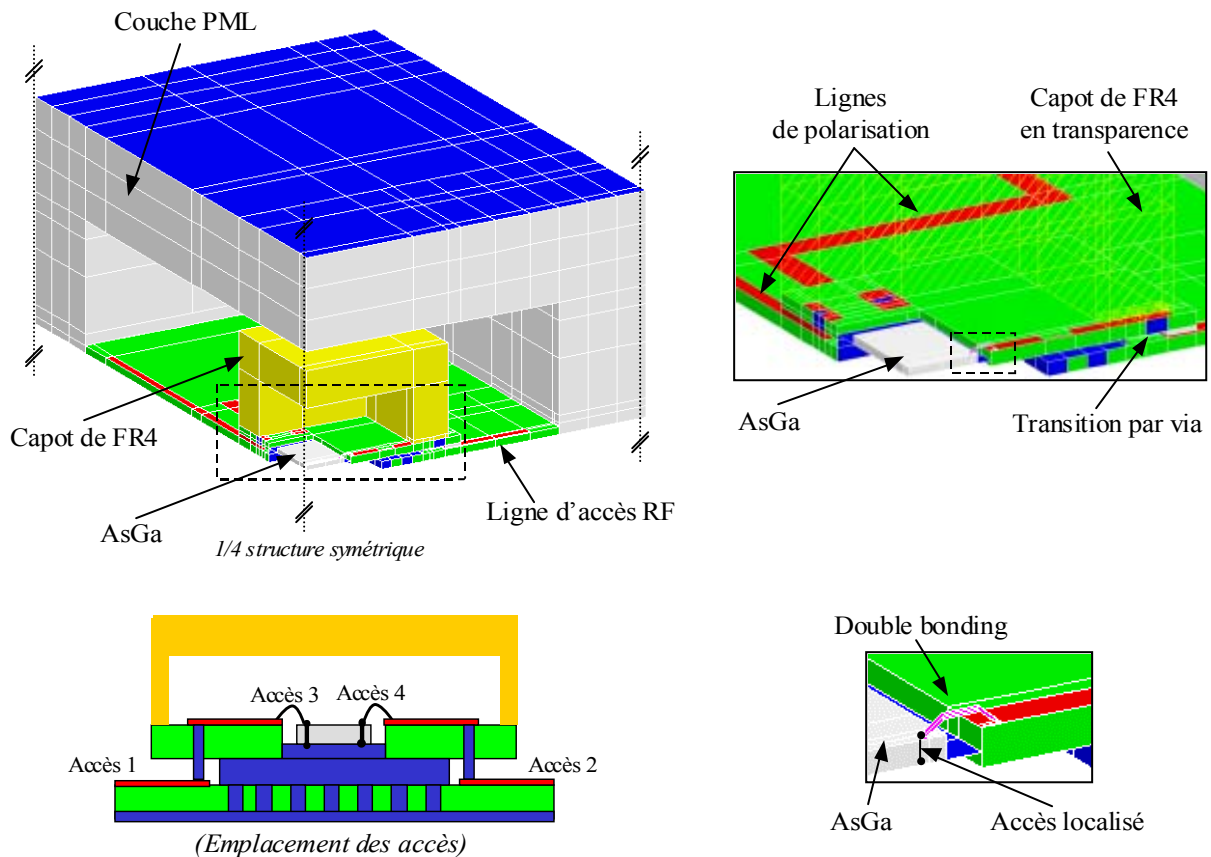 Couche PML
Capot de FR4
AsGa
1/4 structure symétrique
Ligne d'accès RF
Lignes
de polarisation
Capot de FR4
en transparence
AsGa
Transition par via
Accès 3
Accès 4
Accès 1
Accès 2
(Emplacement des accès)
Double bonding
AsGa
Accès localisé